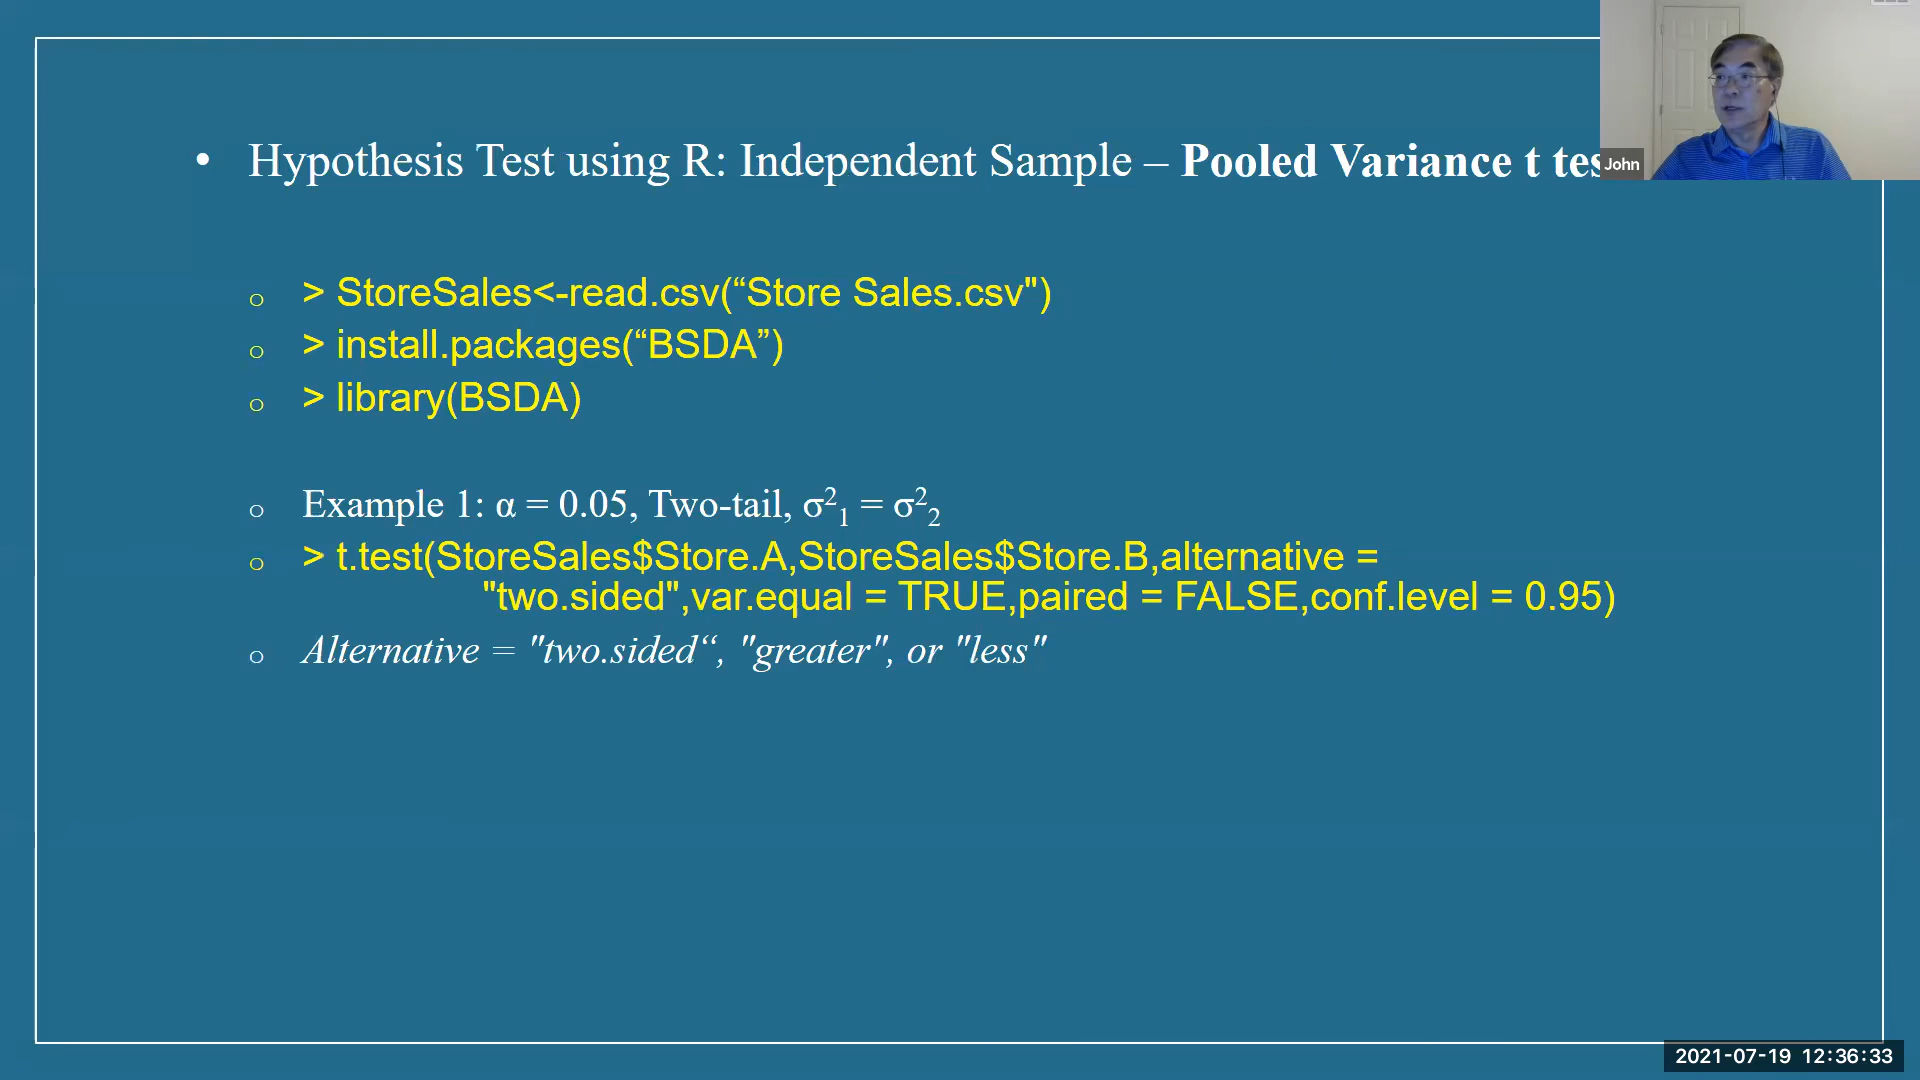 • Hypothesis Test using R: Independent Sample – Pooled Variance t tes
John
o > StoreSales<-read.csv(“Store Sales.csv")
o > install.packages(“BSDA”)
o > library(BSDA)
o Example 1: α = 0.05, Two-tail, σ²₁ = σ²₂
o > t.test(StoreSales$Store.A,StoreSales$Store.B,alternative =
"two.sided",var.equal = TRUE,paired = FALSE,conf.level = 0.95)
o Alternative = "two.sided“, "greater", or "less"
2021-07-19 12:36:33